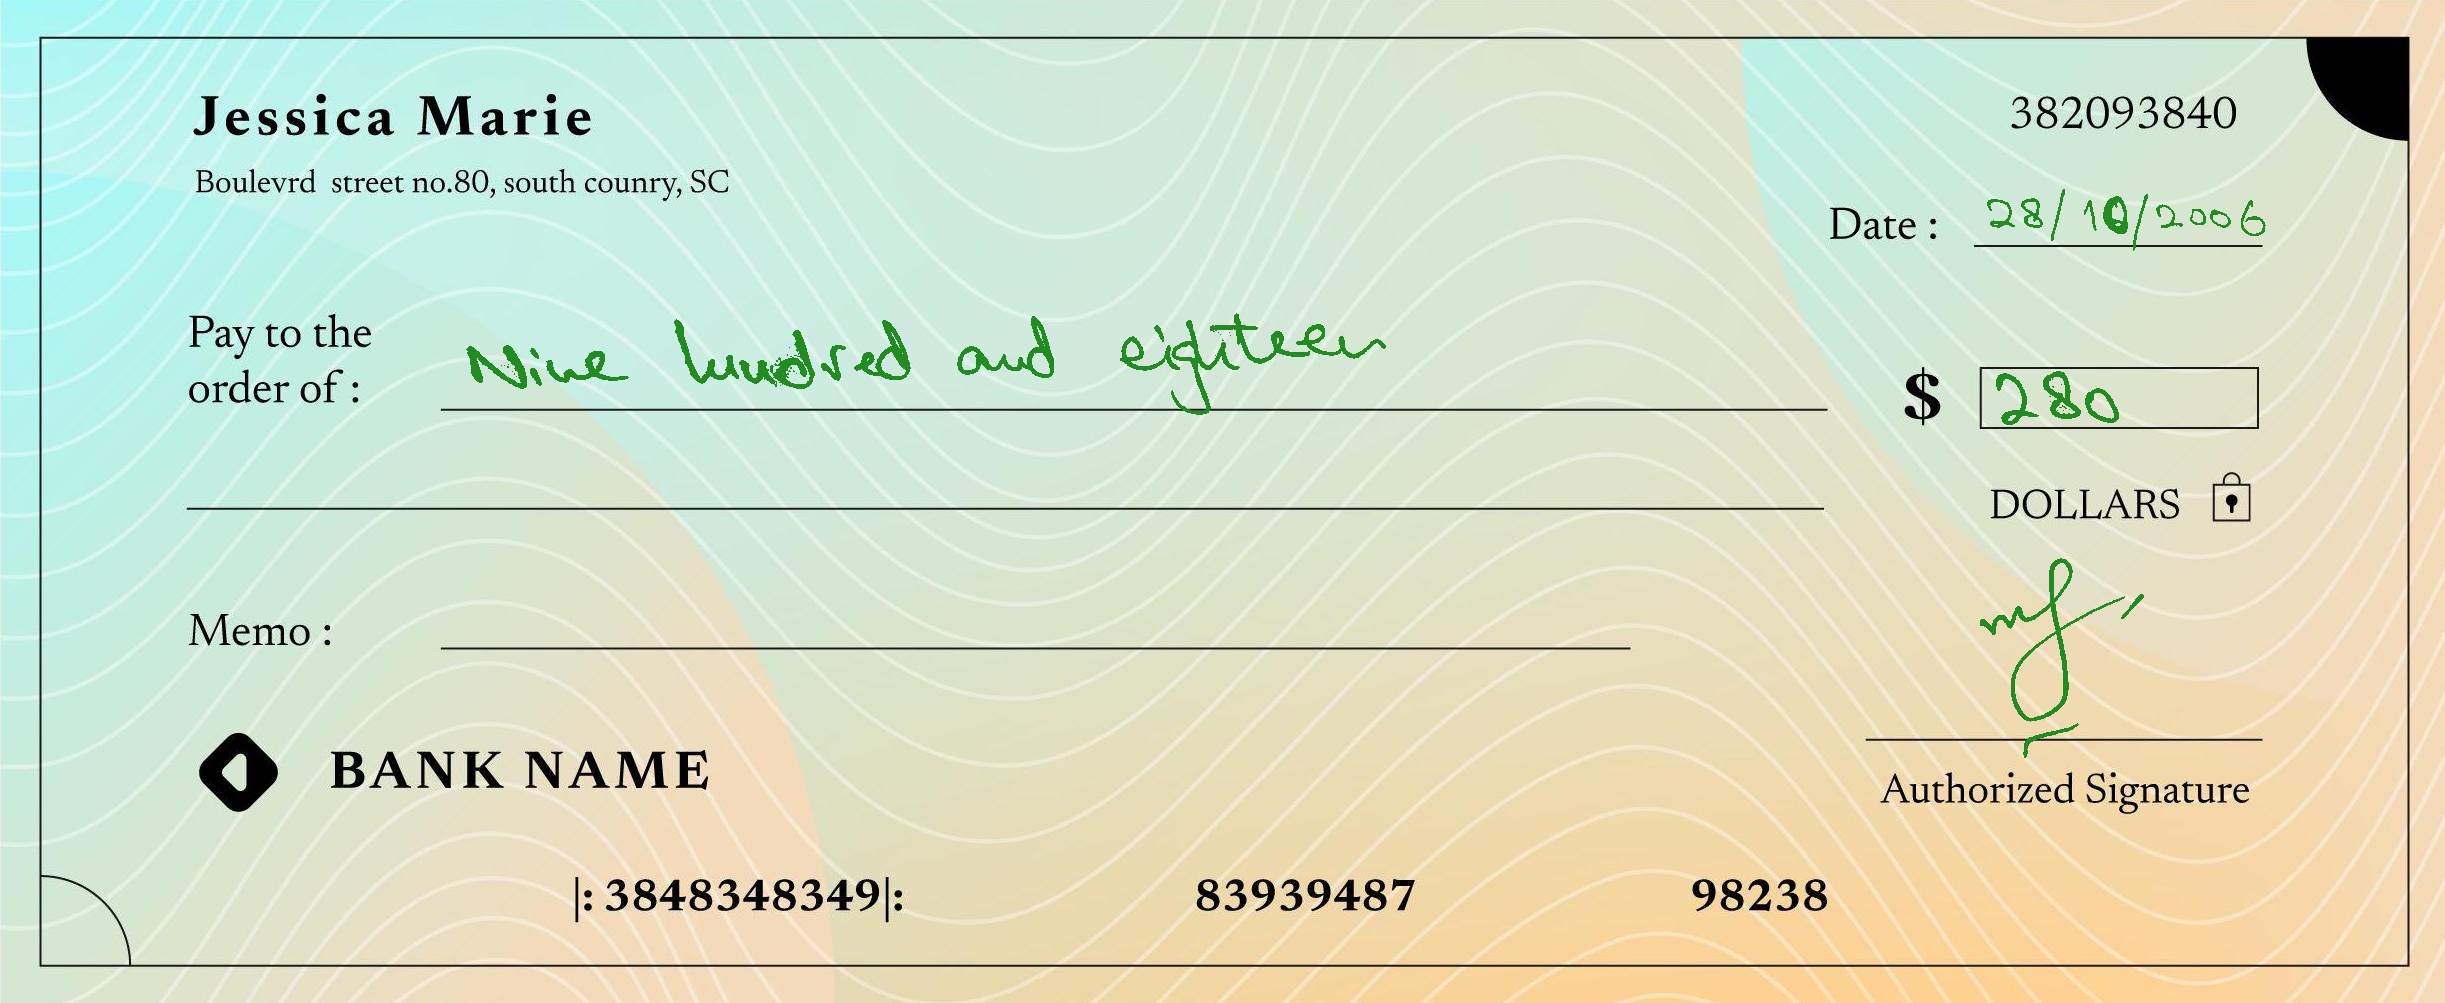 Jessica Marie
382093840
Boulevrd street no.80, south counry, SC
Date : 28/10/2006
Pay to the
order of : Nine hundred and eighteen
$ 280
DOLLARS
Memo :
BANK NAME
Authorized Signature
|: 3848348349|: 83939487 98238